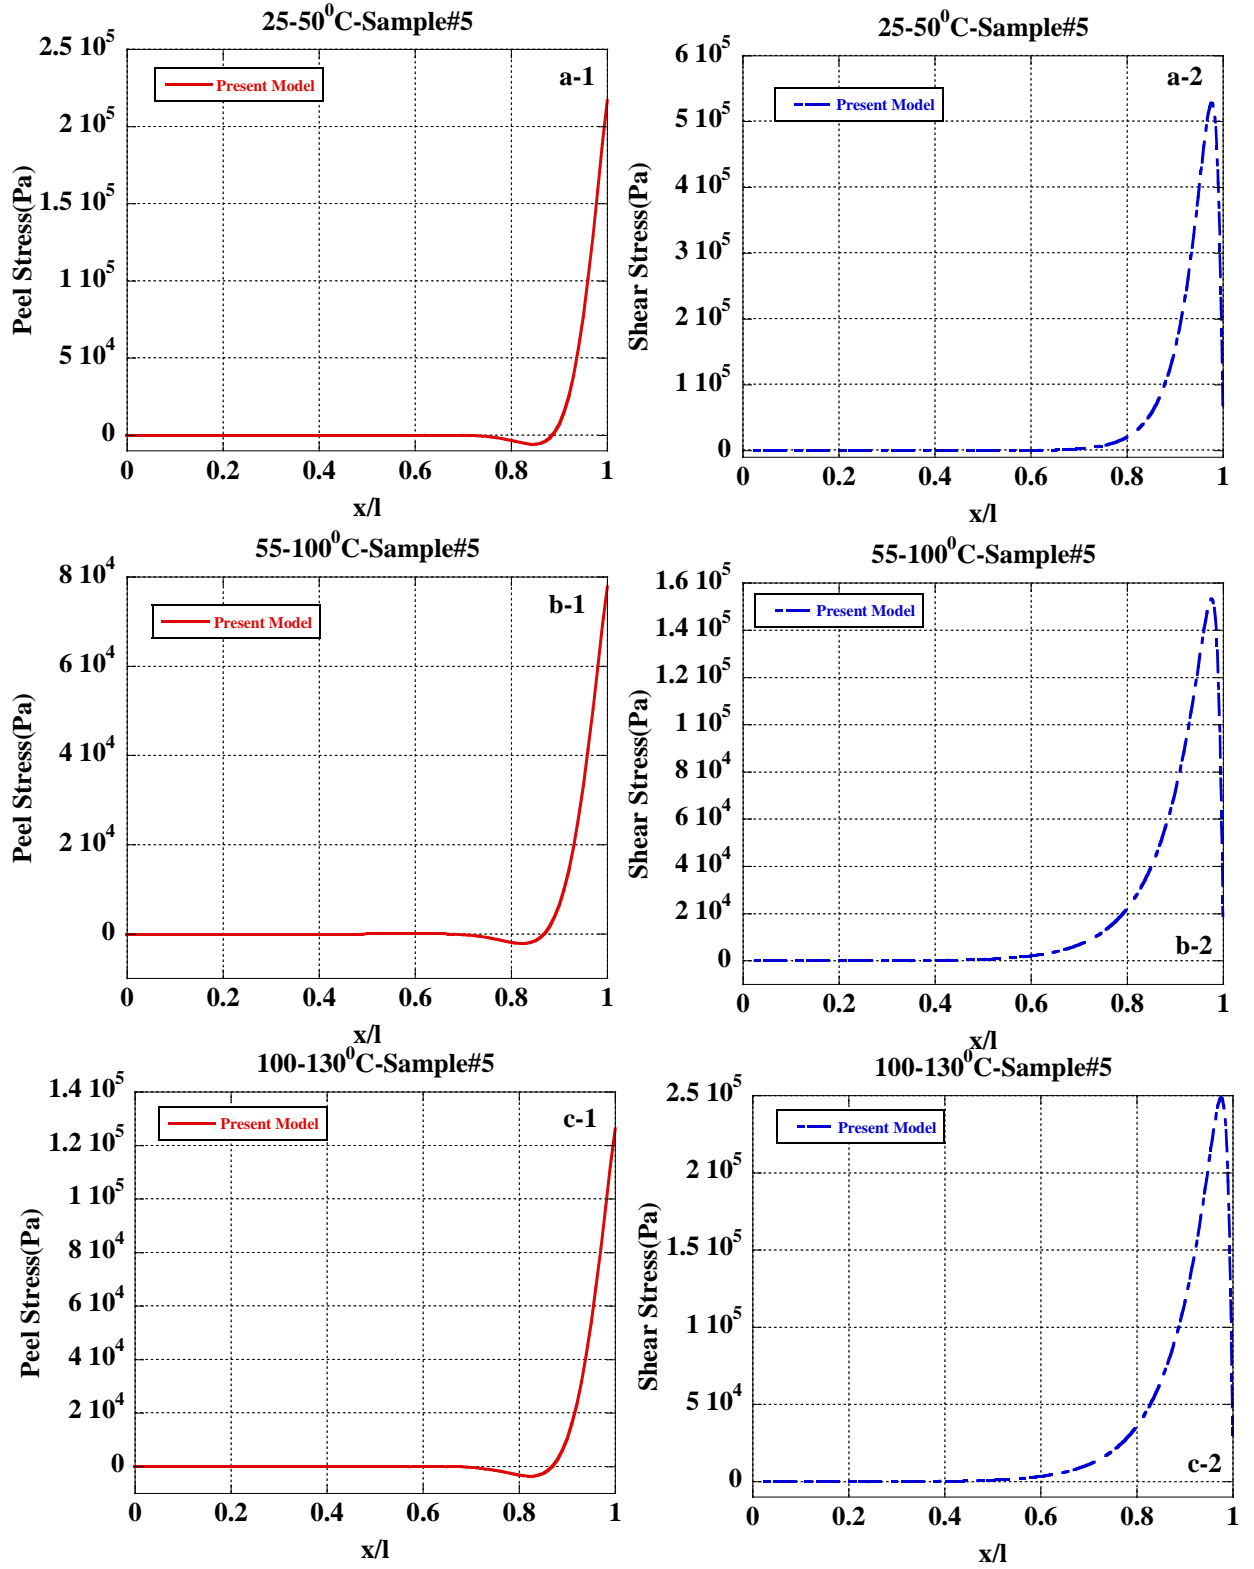 25-50⁰C-Sample#5
2.5 10⁵
2 10⁵
1.5 10⁵
1 10⁵
5 10⁴
0
Peel Stress(Pa)
Present Model
a-1
0 0.2 0.4 0.6 0.8 1
x/l
25-50⁰C-Sample#5
6 10⁵
5 10⁵
4 10⁵
3 10⁵
2 10⁵
1 10⁵
0
Shear Stress(Pa)
Present Model
a-2
0 0.2 0.4 0.6 0.8 1
x/l
55-100⁰C-Sample#5
8 10⁴
6 10⁴
4 10⁴
2 10⁴
0
Peel Stress(Pa)
Present Model
b-1
0 0.2 0.4 0.6 0.8 1
x/l
55-100⁰C-Sample#5
1.6 10⁵
1.4 10⁵
1.2 10⁵
1 10⁵
8 10⁴
6 10⁴
4 10⁴
2 10⁴
0
Shear Stress(Pa)
Present Model
b-2
0 0.2 0.4 0.6 0.8 1
x/l
100-130⁰C-Sample#5
1.4 10⁵
1.2 10⁵
1 10⁵
8 10⁴
6 10⁴
4 10⁴
2 10⁴
0
Peel Stress(Pa)
Present Model
c-1
0 0.2 0.4 0.6 0.8 1
x/l
100-130⁰C-Sample#5
2.5 10⁵
2 10⁵
1.5 10⁵
1 10⁵
5 10⁴
0
Shear Stress(Pa)
Present Model
c-2
0 0.2 0.4 0.6 0.8 1
x/l